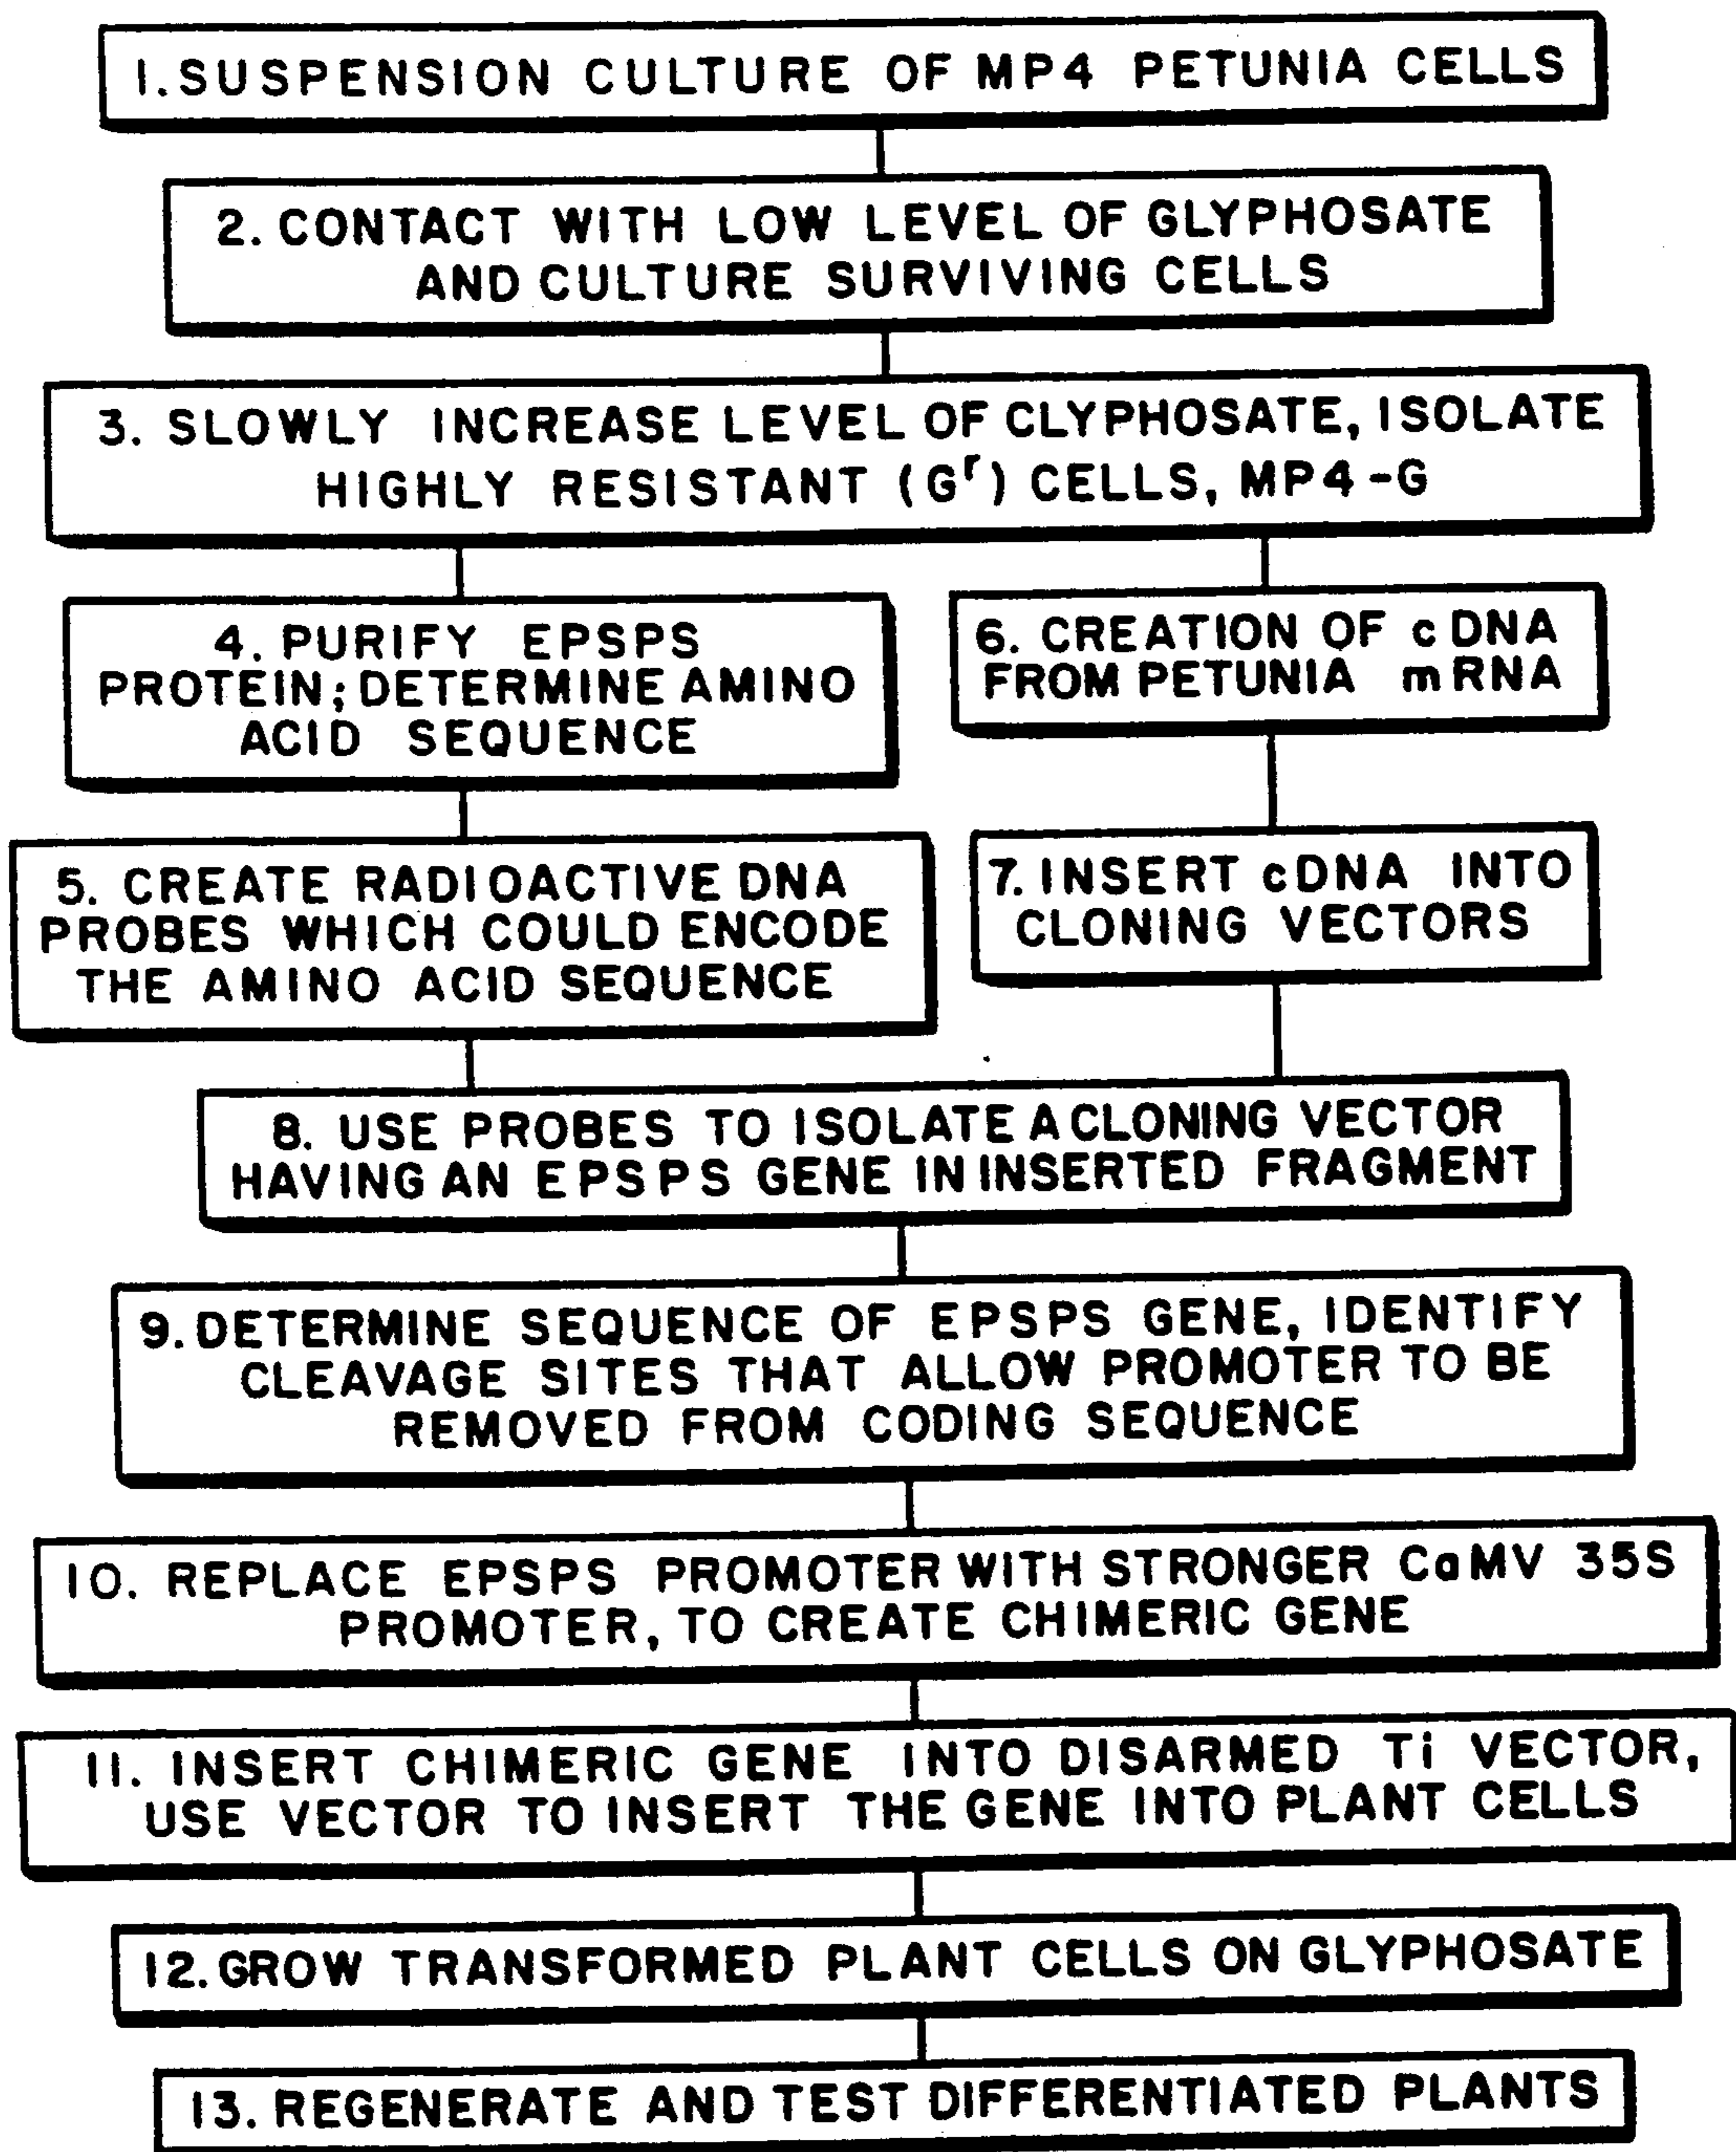 1. SUSPENSION CULTURE OF MP4 PETUNIA CELLS
2. CONTACT WITH LOW LEVEL OF GLYPHOSATE
AND CULTURE SURVIVING CELLS
3. SLOWLY INCREASE LEVEL OF CLYPHOSATE, ISOLATE
HIGHLY RESISTANT (Gʳ) CELLS, MP4-G
4. PURIFY EPSPS
PROTEIN; DETERMINE AMINO
ACID SEQUENCE
5. CREATE RADIOACTIVE DNA
PROBES WHICH COULD ENCODE
THE AMINO ACID SEQUENCE
6. CREATION OF cDNA
FROM PETUNIA mRNA
7. INSERT cDNA INTO
CLONING VECTORS
8. USE PROBES TO ISOLATE A CLONING VECTOR
HAVING AN EPSPS GENE IN INSERTED FRAGMENT
9. DETERMINE SEQUENCE OF EPSPS GENE, IDENTIFY
CLEAVAGE SITES THAT ALLOW PROMOTER TO BE
REMOVED FROM CODING SEQUENCE
10. REPLACE EPSPS PROMOTER WITH STRONGER CaMV 35S
PROMOTER, TO CREATE CHIMERIC GENE
11. INSERT CHIMERIC GENE INTO DISARMED Ti VECTOR,
USE VECTOR TO INSERT THE GENE INTO PLANT CELLS
12. GROW TRANSFORMED PLANT CELLS ON GLYPHOSATE
13. REGENERATE AND TEST DIFFERENTIATED PLANTS